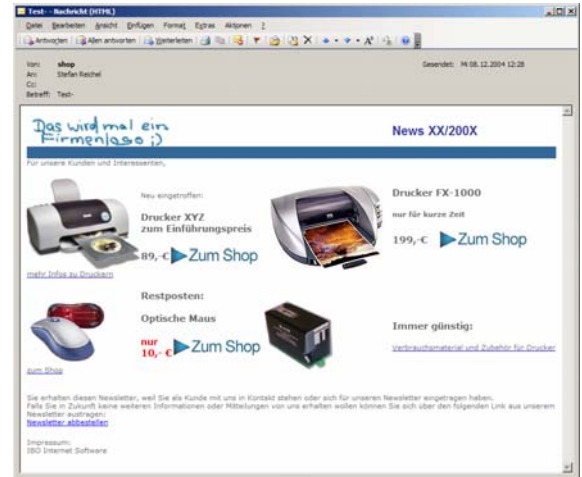 Test- - Nachricht (HTML)
Datei Bearbeiten Ansicht Einfügen Format Extras Aktionen ?
Antworten Allen antworten Weiterleiten
Von: shop Gesendet: Mi 08.12.2004 12:28
An: Stefan Reichel
Cc:
Betreff: Test-
Das wird mal ein
Firmenlogo ;)
News XX/200X
Für unsere Kunden und Interessenten,
Neu eingetroffen:
Drucker XYZ
zum Einführungspreis
89,-€ Zum Shop
mehr Infos zu Druckern
Drucker FX-1000
nur für kurze Zeit
199,-€ Zum Shop
Restposten:
Optische Maus
nur
10,- € Zum Shop
zum Shop
Immer günstig:
Verbrauchsmaterial und Zubehör für Drucker
Sie erhalten diesen Newsletter, weil Sie als Kunde mit uns in Kontakt stehen oder sich für unseren Newsletter eingetragen haben.
Falls Sie in Zukunft keine weiteren Informationen oder Mitteilungen von uns erhalten wollen können Sie sich über den folgenden Link aus unserem
Newsletter austragen:
Newsletter abbestellen
Impressum:
IBO Internet Software